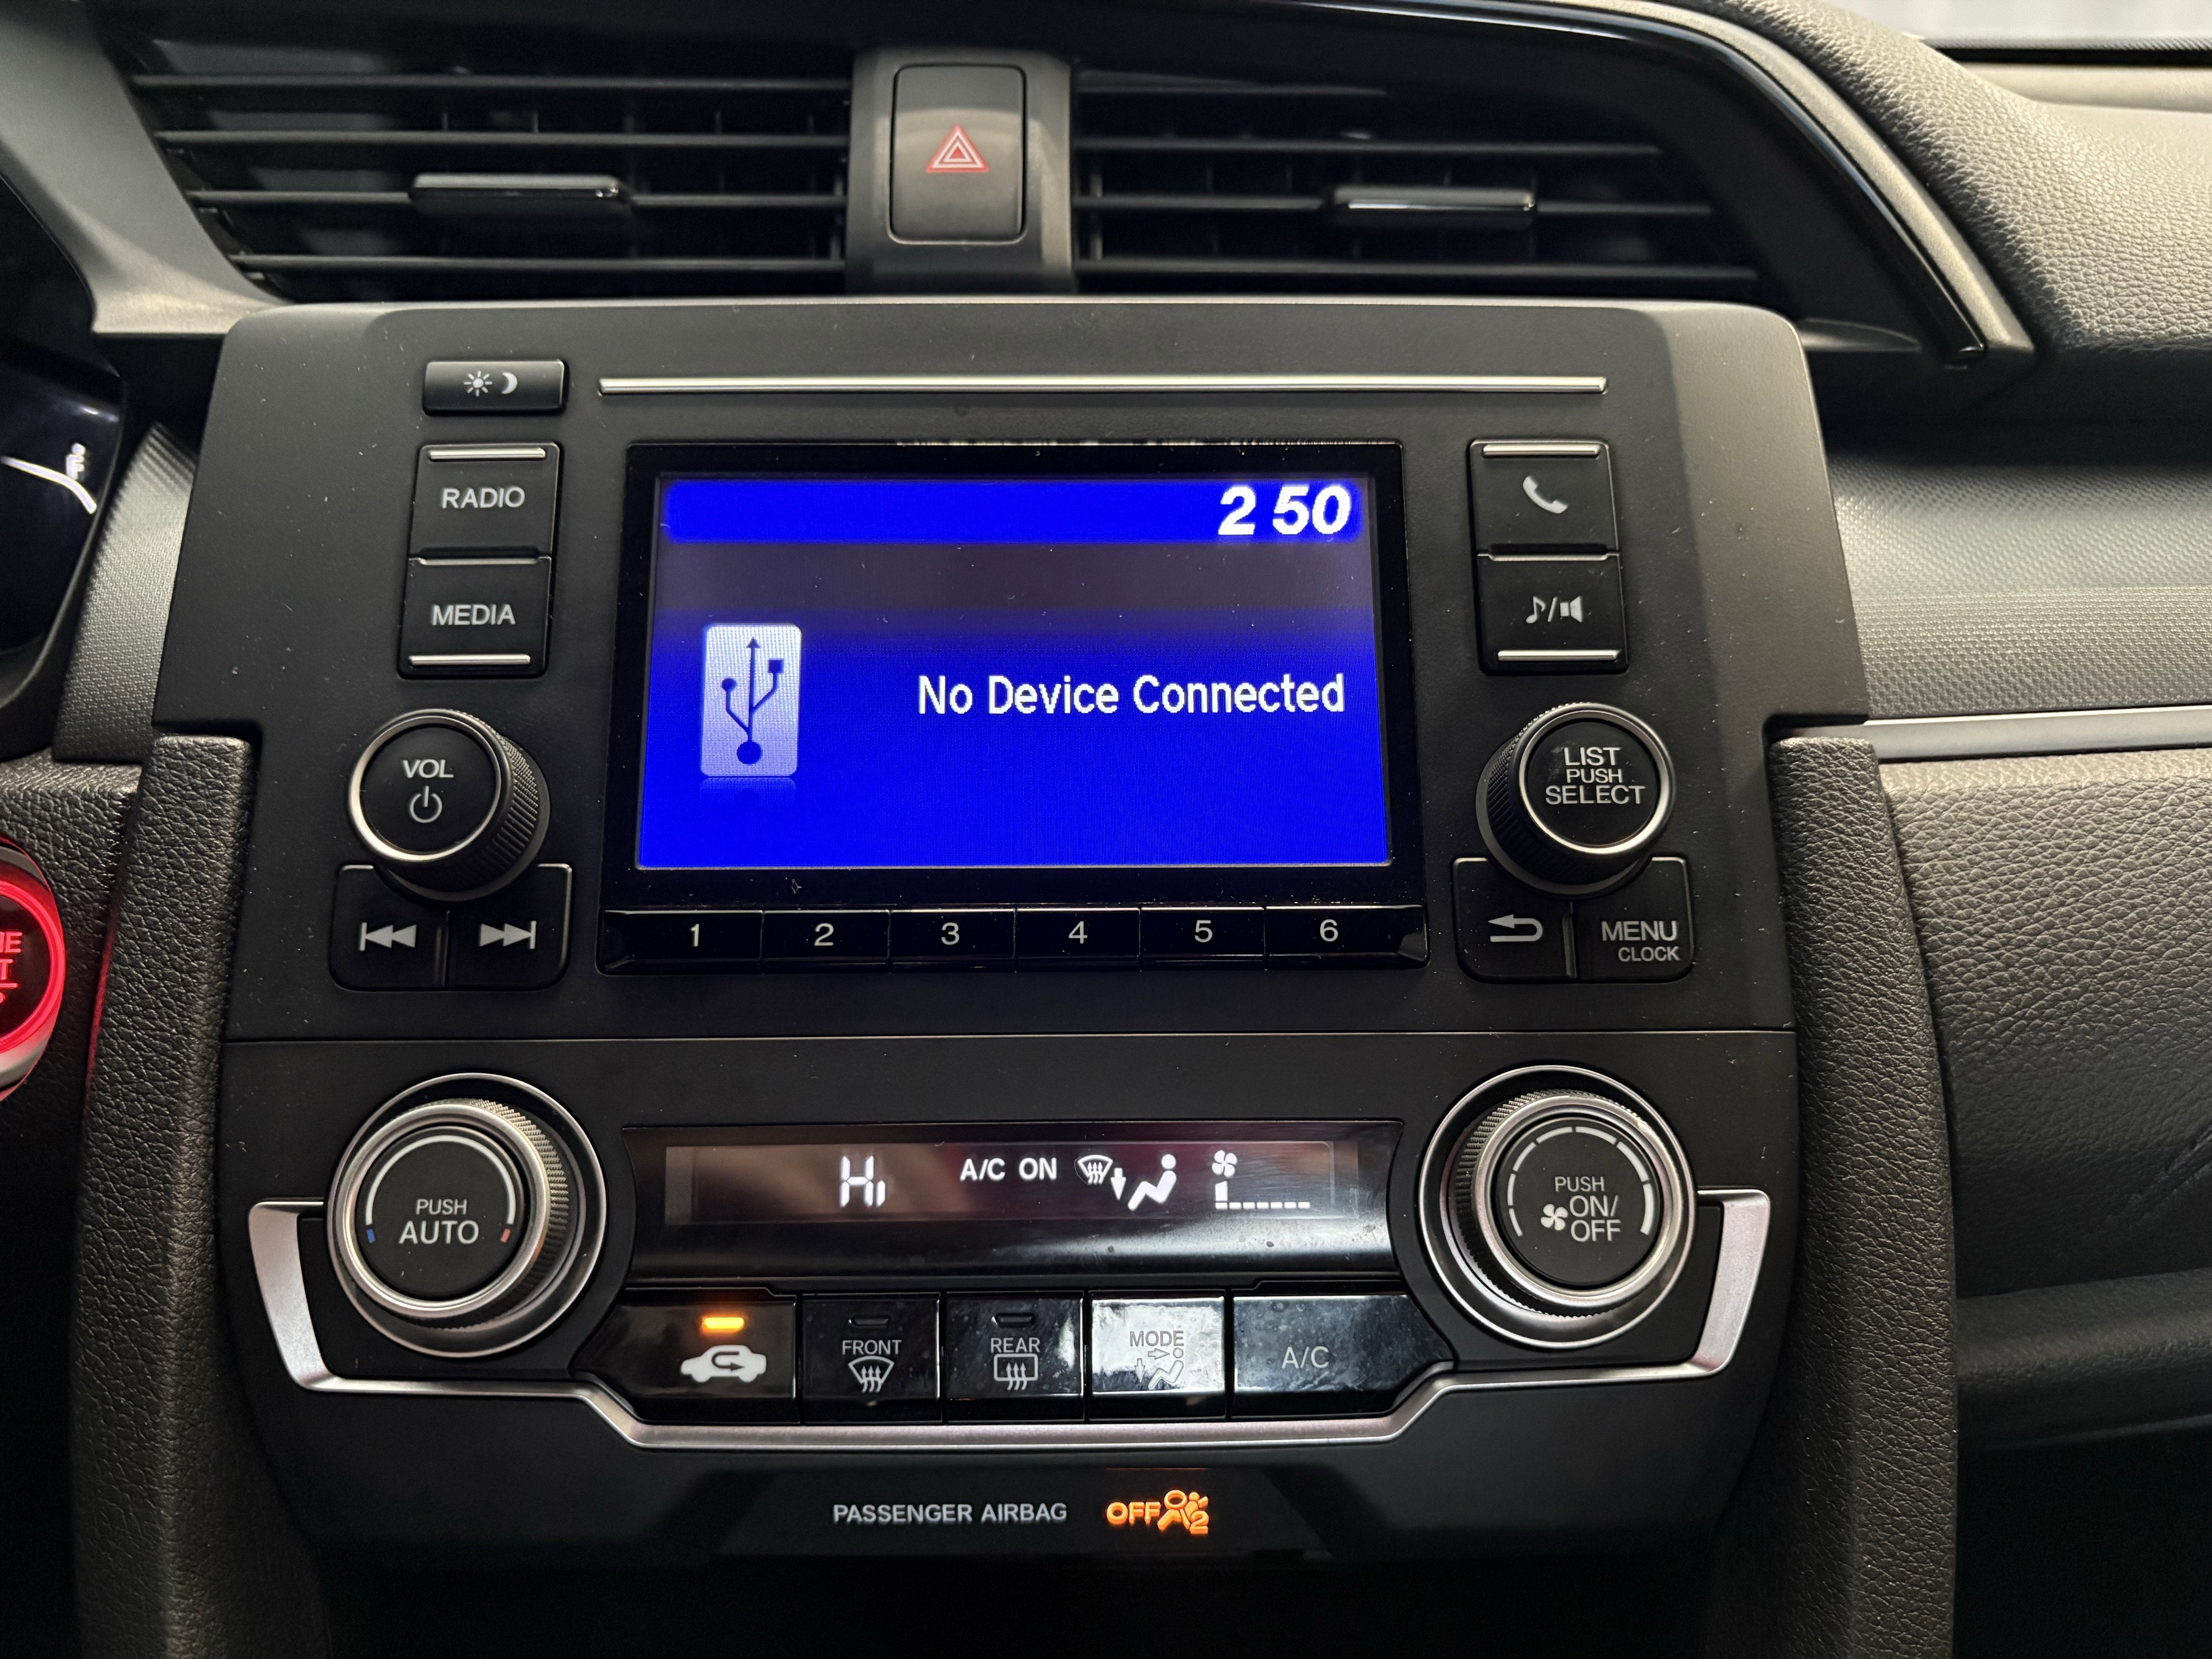 RADIO
MEDIA
VOL
2 50
No Device Connected
LIST
PUSH
SELECT
1 2 3 4 5 6
MENU
CLOCK
PUSH
AUTO
Hi A/C ON
PUSH
ON/
OFF
FRONT
REAR
MODE
A/C
PASSENGER AIRBAG OFF 2